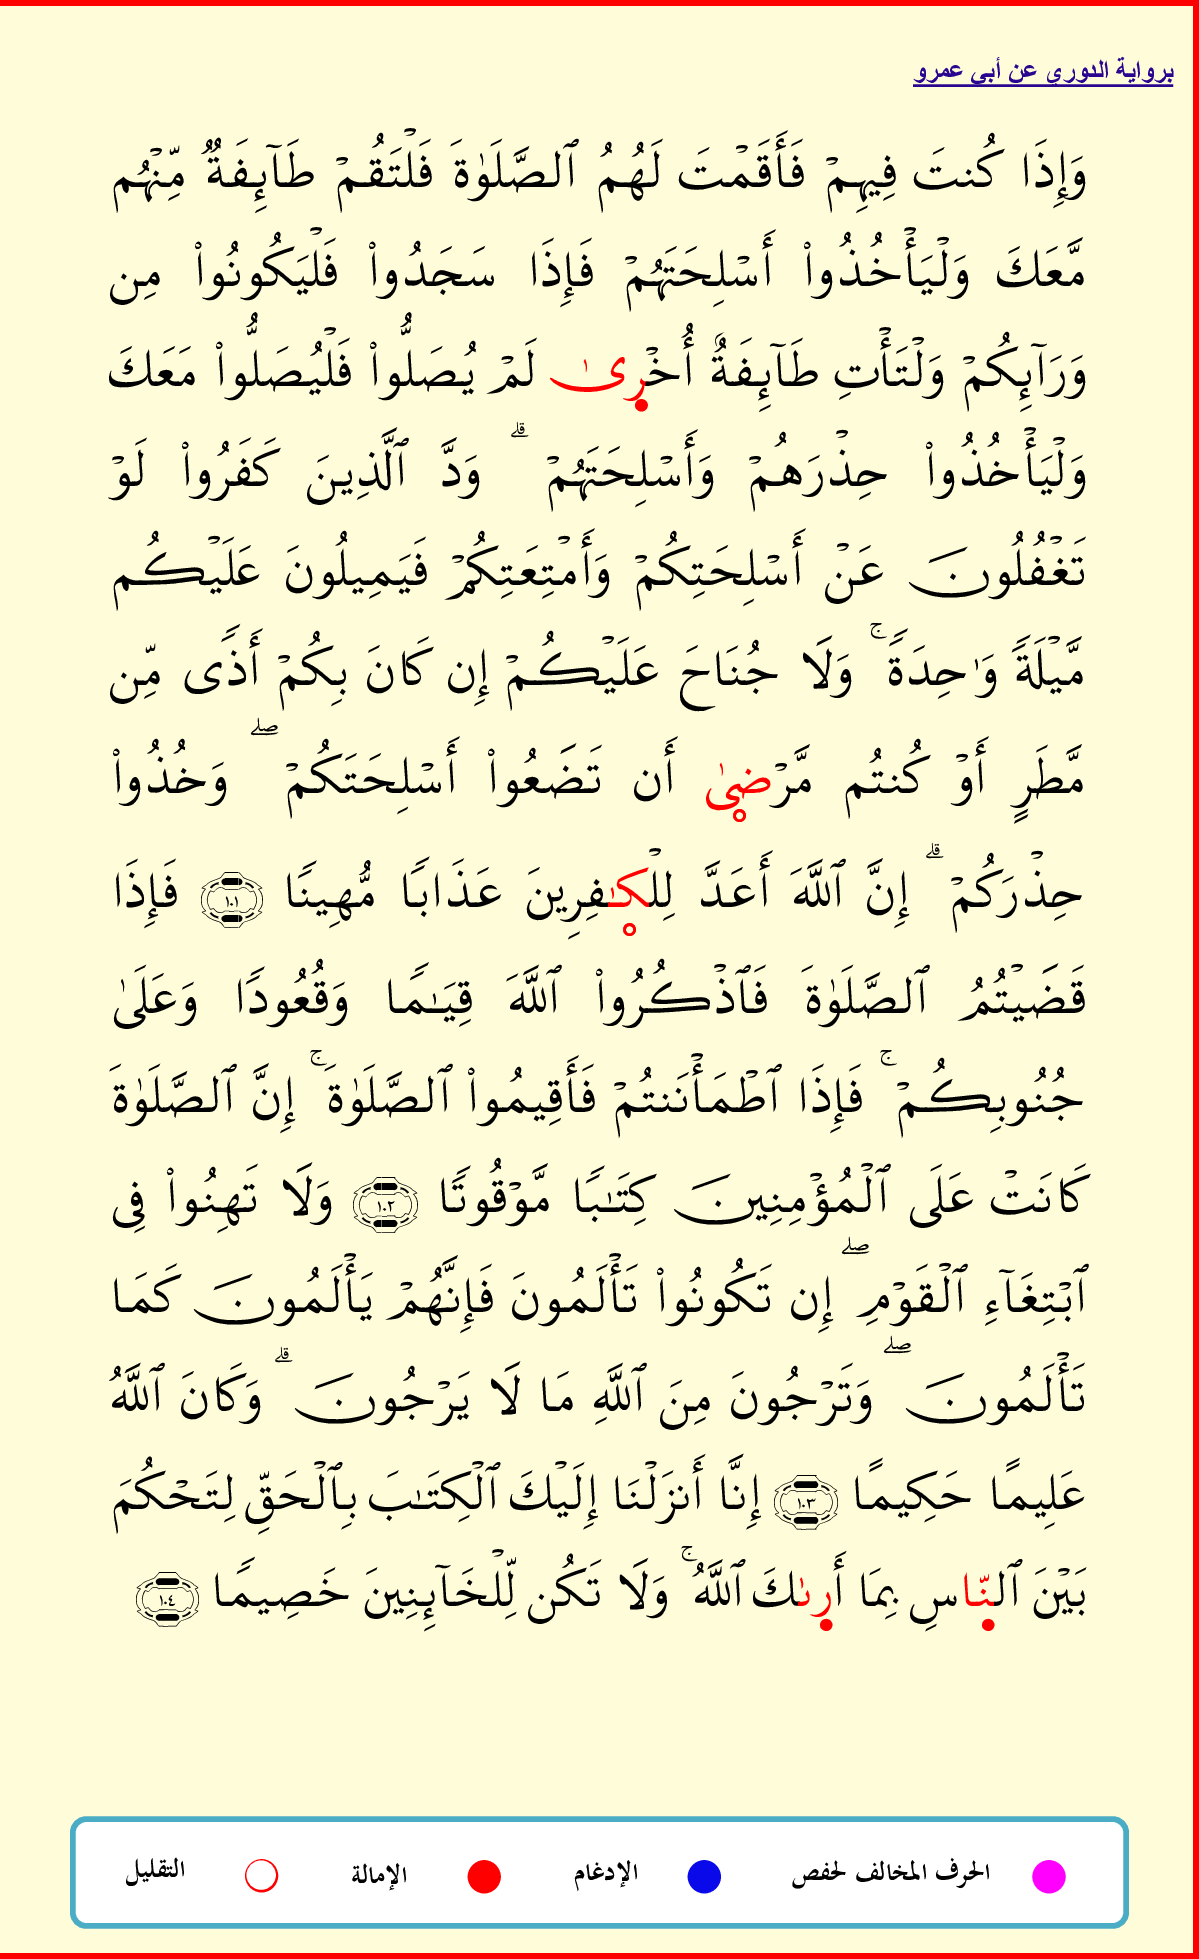 برواية الدوري عن أبي عمرو
وَإِذَا كُنتَ فِيهِمْ فَأَقَمْتَ لَهُمُ ٱلصَّلَوٰةَ فَلْتَقُمْ طَآئِفَةٌ مِّنْهُم
مَّعَكَ وَلْيَأْخُذُوا۟ أَسْلِحَتَهُمْ فَإِذَا سَجَدُوا۟ فَلْيَكُونُوا۟ مِن
وَرَآئِكُمْ وَلْتَأْتِ طَآئِفَةٌ أُخْرِىٰ لَمْ يُصَلُّوا۟ فَلْيُصَلُّوا۟ مَعَكَ
وَلْيَأْخُذُوا۟ حِذْرَهُمْ وَأَسْلِحَتَهُمْ ۗ وَدَّ ٱلَّذِينَ كَفَرُوا۟ لَوْ
تَغْفُلُونَ عَنْ أَسْلِحَتِكُمْ وَأَمْتِعَتِكُمْ فَيَمِيلُونَ عَلَيْكُم
مَّيْلَةً وَٰحِدَةً ۚ وَلَا جُنَاحَ عَلَيْكُمْ إِن كَانَ بِكُمْ أَذًى مِّن
مَّطَرٍ أَوْ كُنتُم مَّرْضىٰ أَن تَضَعُوا۟ أَسْلِحَتَكُمْ ۖ وَخُذُوا۟
حِذْرَكُمْ ۗ إِنَّ ٱللَّهَ أَعَدَّ لِلْكـٰفِرِينَ عَذَابًا مُّهِينًا ١٠١ فَإِذَا
قَضَيْتُمُ ٱلصَّلَوٰةَ فَٱذْكُرُوا۟ ٱللَّهَ قِيَـٰمًا وَقُعُودًا وَعَلَىٰ
جُنُوبِكُمْ ۚ فَإِذَا ٱطْمَأْنَنتُمْ فَأَقِيمُوا۟ ٱلصَّلَوٰةَ ۚ إِنَّ ٱلصَّلَوٰةَ
كَانَتْ عَلَى ٱلْمُؤْمِنِينَ كِتَـٰبًا مَّوْقُوتًا ١٠٢ وَلَا تَهِنُوا۟ فِى
ٱبْتِغَآءِ ٱلْقَوْمِ ۖ إِن تَكُونُوا۟ تَأْلَمُونَ فَإِنَّهُمْ يَأْلَمُونَ كَمَا
تَأْلَمُونَ ۖ وَتَرْجُونَ مِنَ ٱللَّهِ مَا لَا يَرْجُونَ ۗ وَكَانَ ٱللَّهُ
عَلِيمًا حَكِيمًا ١٠٣ إِنَّا أَنزَلْنَا إِلَيْكَ ٱلْكِتَـٰبَ بِٱلْحَقِّ لِتَحْكُمَ
بَيْنَ ٱلنَّاسِ بِمَا أَرِىٰكَ ٱللَّهُ ۚ وَلَا تَكُن لِّلْخَآئِنِينَ خَصِيمًا ١٠٤
الحرف المخالف لحفص الإدغام الإمالة التقليل